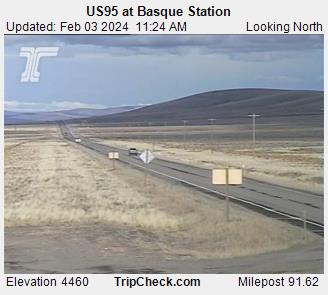 US95 at Basque Station
Updated: Feb 03 2024 11:24 AM Looking North
Elevation 4460 TripCheck.com Milepost 91.62